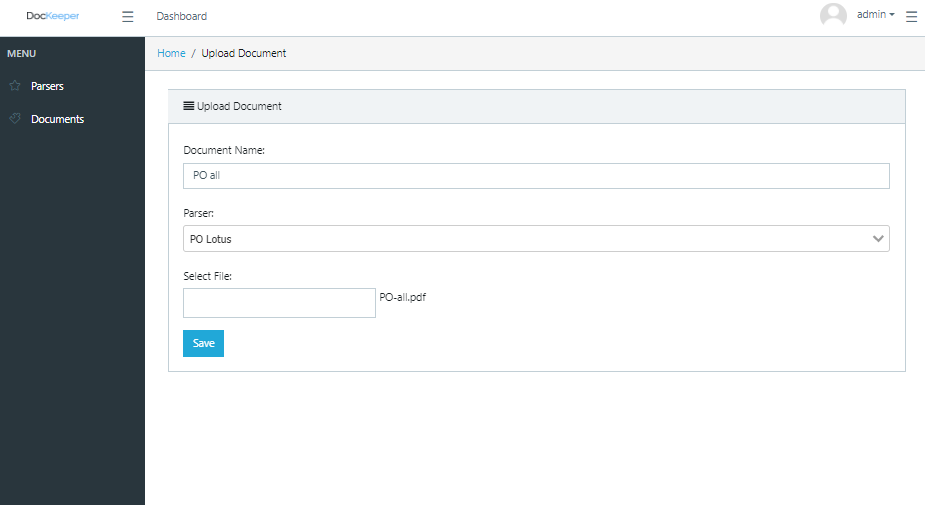 DocKeeper
Dashboard
admin
MENU
Parsers
Documents
Home / Upload Document
Upload Document
Document Name:
PO all
Parser:
PO Lotus
Select File:
PO-all.pdf
Save